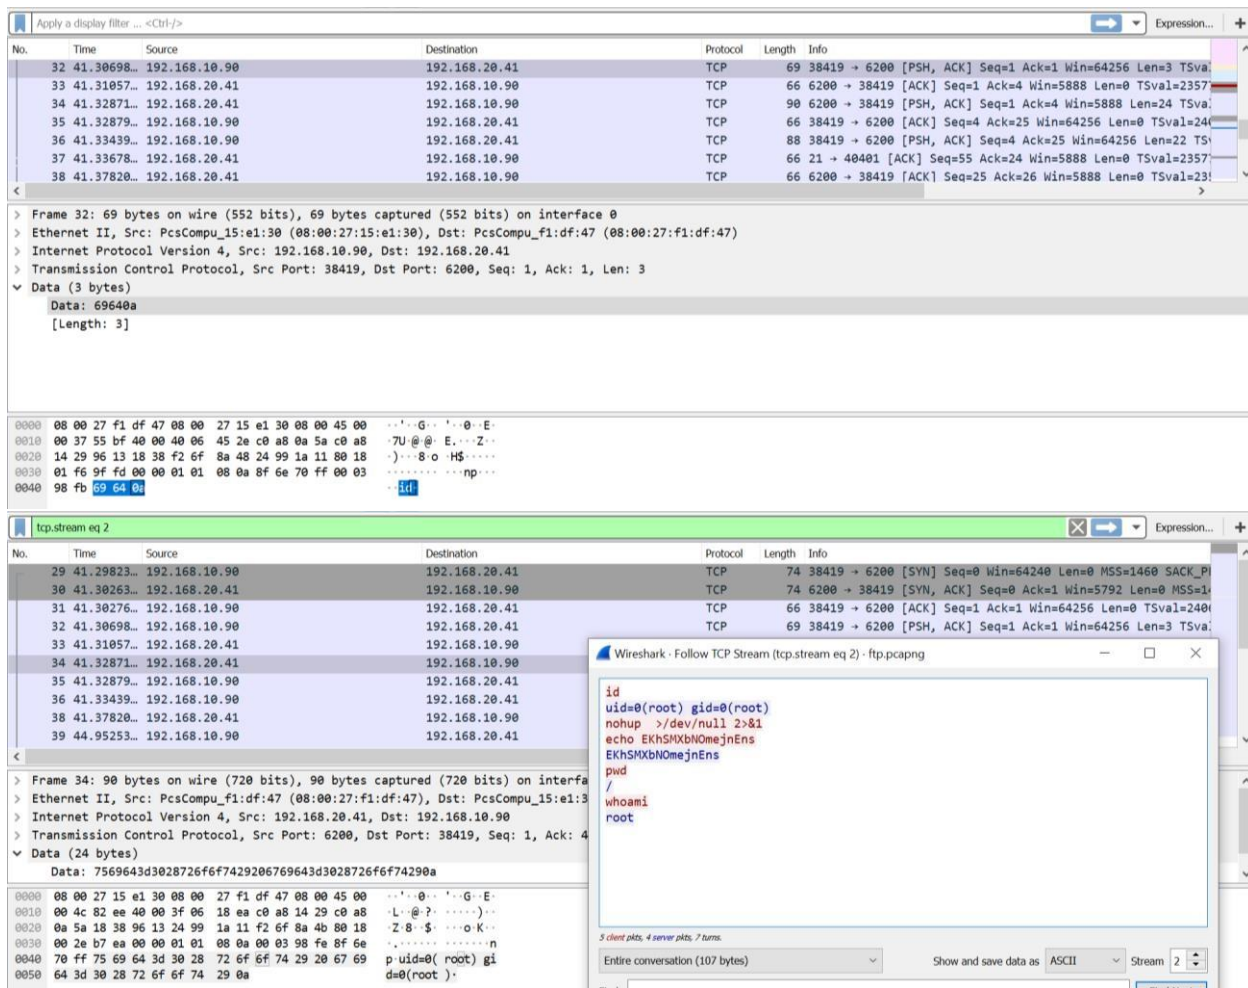 Apply a display filter ... <Ctrl-/> Expression... +
No. Time Source Destination Protocol Length Info
32 41.30698… 192.168.10.90 192.168.20.41 TCP 69 38419 → 6200 [PSH, ACK] Seq=1 Ack=1 Win=64256 Len=3 TSva
33 41.31057… 192.168.20.41 192.168.10.90 TCP 66 6200 → 38419 [ACK] Seq=1 Ack=4 Win=5888 Len=0 TSval=2357
34 41.32871… 192.168.20.41 192.168.10.90 TCP 90 6200 → 38419 [PSH, ACK] Seq=1 Ack=4 Win=5888 Len=24 TSva
35 41.32879… 192.168.10.90 192.168.20.41 TCP 66 38419 → 6200 [ACK] Seq=4 Ack=25 Win=64256 Len=0 TSval=240
36 41.33439… 192.168.10.90 192.168.20.41 TCP 88 38419 → 6200 [PSH, ACK] Seq=4 Ack=25 Win=64256 Len=22 TS
37 41.33678… 192.168.20.41 192.168.10.90 TCP 66 21 → 40401 [ACK] Seq=55 Ack=24 Win=5888 Len=0 TSval=2357
38 41.37820… 192.168.20.41 192.168.10.90 TCP 66 6200 → 38419 [ACK] Seq=25 Ack=26 Win=5888 Len=0 TSval=23
> Frame 32: 69 bytes on wire (552 bits), 69 bytes captured (552 bits) on interface 0
> Ethernet II, Src: PcsCompu_15:e1:30 (08:00:27:15:e1:30), Dst: PcsCompu_f1:df:47 (08:00:27:f1:df:47)
> Internet Protocol Version 4, Src: 192.168.10.90, Dst: 192.168.20.41
> Transmission Control Protocol, Src Port: 38419, Dst Port: 6200, Seq: 1, Ack: 1, Len: 3
Data (3 bytes)
Data: 69640a
[Length: 3]
0000 08 00 27 f1 df 47 08 00 27 15 e1 30 08 00 45 00 ··'··G·· '··0··E·
0010 00 37 55 bf 40 00 40 06 45 2e c0 a8 0a 5a c0 a8 ·7U·@·@· E.···Z··
0020 14 29 96 13 18 38 f2 6f 8a 48 24 99 1a 11 80 18 ·)···8·o ·H$·····
0030 01 f6 9f fd 00 00 01 01 08 0a 8f 6e 70 ff 00 03 ········ ···np···
0040 98 fb 69 64 0a ··id·
tcp.stream eq 2 Expression... +
No. Time Source Destination Protocol Length Info
29 41.29823… 192.168.10.90 192.168.20.41 TCP 74 38419 → 6200 [SYN] Seq=0 Win=64240 Len=0 MSS=1460 SACK_P
30 41.30263… 192.168.20.41 192.168.10.90 TCP 74 6200 → 38419 [SYN, ACK] Seq=0 Ack=1 Win=5792 Len=0 MSS=1
31 41.30276… 192.168.10.90 192.168.20.41 TCP 66 38419 → 6200 [ACK] Seq=1 Ack=1 Win=64256 Len=0 TSval=240
32 41.30698… 192.168.10.90 192.168.20.41 TCP 69 38419 → 6200 [PSH, ACK] Seq=1 Ack=1 Win=64256 Len=3 TSva
33 41.31057… 192.168.20.41 192.168.10.90
34 41.32871… 192.168.20.41 192.168.10.90
35 41.32879… 192.168.10.90 192.168.20.41
36 41.33439… 192.168.10.90 192.168.20.41
38 41.37820… 192.168.20.41 192.168.10.90
39 44.95253… 192.168.10.90 192.168.20.41
> Frame 34: 90 bytes on wire (720 bits), 90 bytes captured (720 bits) on interfa
> Ethernet II, Src: PcsCompu_f1:df:47 (08:00:27:f1:df:47), Dst: PcsCompu_15:e1:3
> Internet Protocol Version 4, Src: 192.168.20.41, Dst: 192.168.10.90
> Transmission Control Protocol, Src Port: 6200, Dst Port: 38419, Seq: 1, Ack: 4
Data (24 bytes)
Data: 7569643d3028726f6f7429206769643d3028726f6f74290a
0000 08 00 27 15 e1 30 08 00 27 f1 df 47 08 00 45 00 ··'··0·· '··G··E·
0010 00 4c 82 ee 40 00 3f 06 18 ea c0 a8 14 29 c0 a8 ·L··@·?· ·····)··
0020 0a 5a 18 38 96 13 24 99 1a 11 f2 6f 8a 4b 80 18 ·Z·8··$· ···o·K··
0030 00 2e b7 ea 00 00 01 01 08 0a 00 03 98 fe 8f 6e ·.······ ·······n
0040 70 ff 75 69 64 3d 30 28 72 6f 6f 74 29 20 67 69 p·uid=0( root) gi
0050 64 3d 30 28 72 6f 6f 74 29 0a d=0(root )·
Wireshark · Follow TCP Stream (tcp.stream eq 2) · ftp.pcapng
id
uid=0(root) gid=0(root)
nohup >/dev/null 2>&1
echo EKhSMXbNOmejnEns
EKhSMXbNOmejnEns
pwd
/
whoami
root
5 client pkts, 4 server pkts, 7 turns.
Entire conversation (107 bytes) Show and save data as ASCII Stream 2